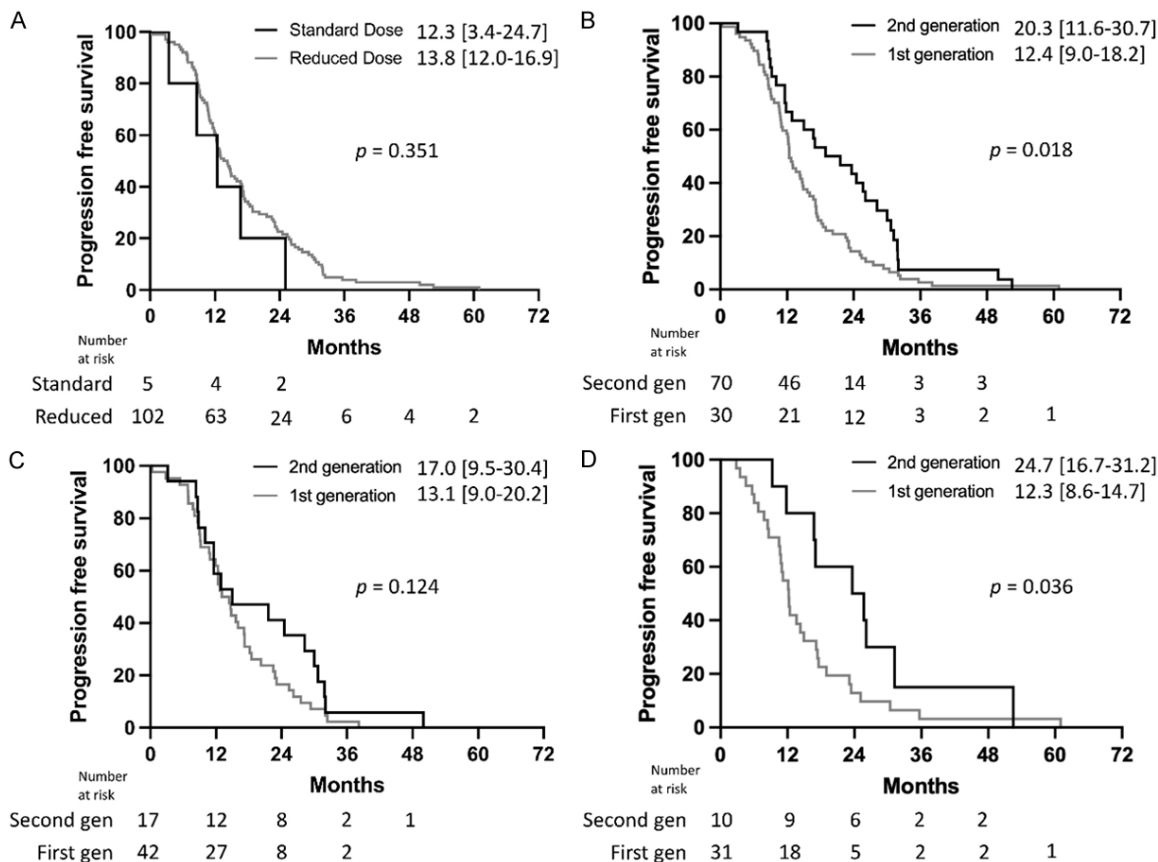 A
Standard Dose 12.3 [3.4-24.7]
Reduced Dose 13.8 [12.0-16.9]
p = 0.351
Progression free survival
100
80
60
40
20
0
0 12 24 36 48 60 72
Months
Number
at risk
Standard 5 4 2
Reduced 102 63 24 6 4 2
B
2nd generation 20.3 [11.6-30.7]
1st generation 12.4 [9.0-18.2]
p = 0.018
Progression free survival
100
80
60
40
20
0
0 12 24 36 48 60 72
Months
Number
at risk
Second gen 70 46 14 3 3
First gen 30 21 12 3 2 1
C
2nd generation 17.0 [9.5-30.4]
1st generation 13.1 [9.0-20.2]
p = 0.124
Progression free survival
100
80
60
40
20
0
0 12 24 36 48 60 72
Months
Number
at risk
Second gen 17 12 8 2 1
First gen 42 27 8 2
D
2nd generation 24.7 [16.7-31.2]
1st generation 12.3 [8.6-14.7]
p = 0.036
Progression free survival
100
80
60
40
20
0
0 12 24 36 48 60 72
Months
Number
at risk
Second gen 10 9 6 2 2
First gen 31 18 5 2 2 1